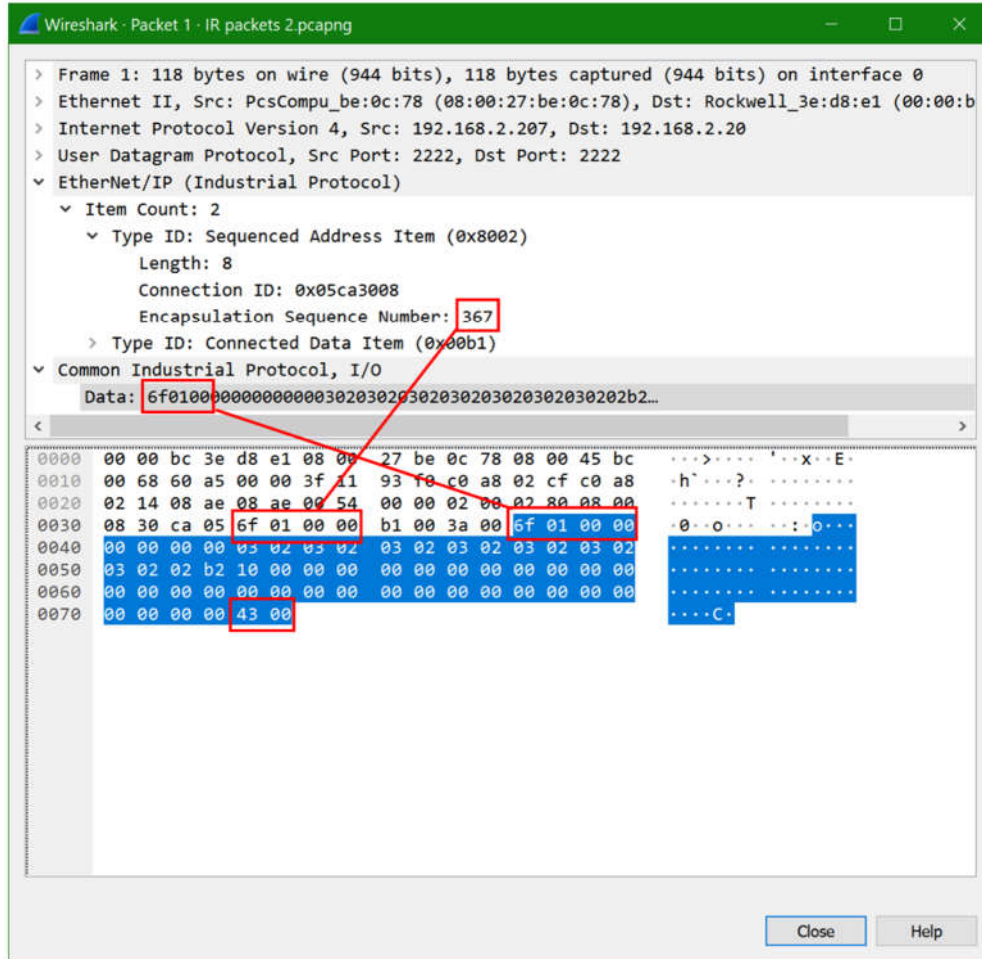 Wireshark · Packet 1 · IR packets 2.pcapng
> Frame 1: 118 bytes on wire (944 bits), 118 bytes captured (944 bits) on interface 0
> Ethernet II, Src: PcsCompu_be:0c:78 (08:00:27:be:0c:78), Dst: Rockwell_3e:d8:e1 (00:00:b
> Internet Protocol Version 4, Src: 192.168.2.207, Dst: 192.168.2.20
> User Datagram Protocol, Src Port: 2222, Dst Port: 2222
EtherNet/IP (Industrial Protocol)
Item Count: 2
Type ID: Sequenced Address Item (0x8002)
Length: 8
Connection ID: 0x05ca3008
Encapsulation Sequence Number: 367
> Type ID: Connected Data Item (0x00b1)
Common Industrial Protocol, I/O
Data: 6f01000000000000030203020302030203020302030202b2…
0000 00 00 bc 3e d8 e1 08 00 27 be 0c 78 08 00 45 bc ···>···· '··x··E·
0010 00 68 60 a5 00 00 3f 11 93 f0 c0 a8 02 cf c0 a8 ·h`···?· ········
0020 02 14 08 ae 08 ae 00 54 00 00 02 00 02 80 08 00 ·······T ········
0030 08 30 ca 05 6f 01 00 00 b1 00 3a 00 6f 01 00 00 ·0··o··· ··:·o···
0040 00 00 00 00 03 02 03 02 03 02 03 02 03 02 03 02 ········ ········
0050 03 02 02 b2 10 00 00 00 00 00 00 00 00 00 00 00 ········ ········
0060 00 00 00 00 00 00 00 00 00 00 00 00 00 00 00 00 ········ ········
0070 00 00 00 00 43 00 ····C·
Close Help